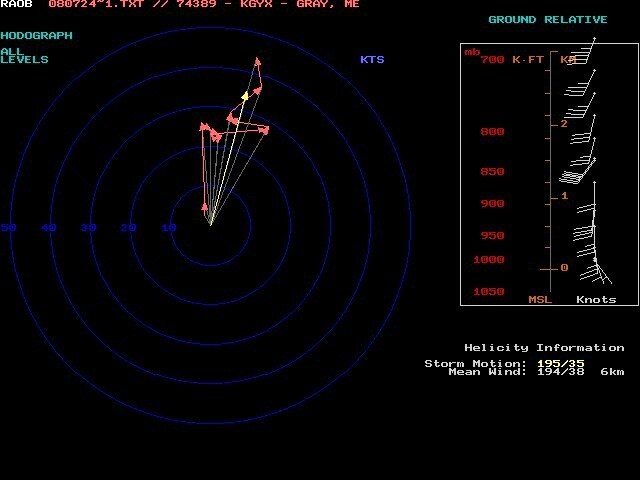 RAOB 080724~1.TXT // 74389 - KGYX - GRAY, ME
GROUND RELATIVE
HODOGRAPH
ALL
LEVELS
KTS
mb
K-FT
700
2
800
850
1
900
950
1000
0
1050
MSL
Knots
50 40 30 20 10
Helicity Information
Storm Motion: 195/35
Mean Wind: 194/38 6km